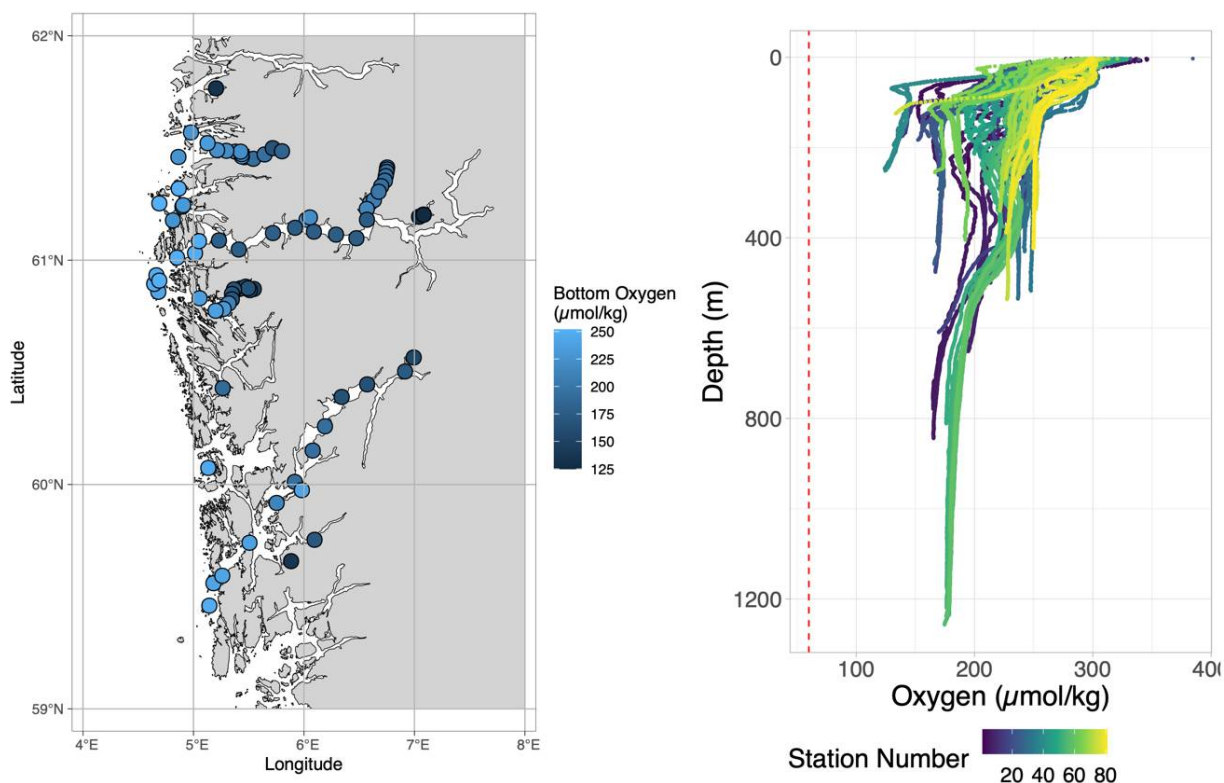 62°N
61°N
60°N
59°N
Latitude
4°E 5°E 6°E 7°E 8°E
Longitude
Bottom Oxygen
(µmol/kg)
250
225
200
175
150
125
0
400
800
1200
Depth (m)
100 200 300 40
Oxygen (µmol/kg)
Station Number
20 40 60 80